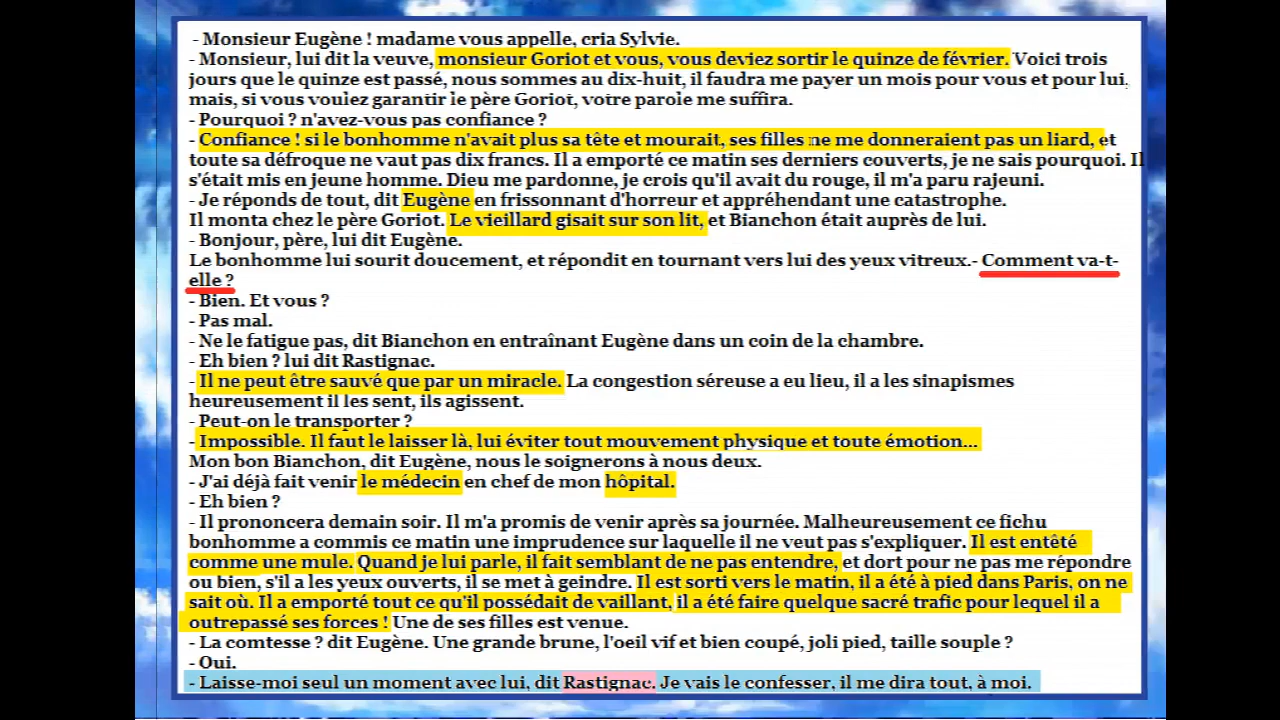 - Monsieur Eugène ! madame vous appelle, cria Sylvie.
- Monsieur, lui dit la veuve, monsieur Goriot et vous, vous deviez sortir le quinze de février. Voici trois
jours que le quinze est passé, nous sommes au dix-huit, il faudra me payer un mois pour vous et pour lui,
mais, si vous voulez garantir le père Goriot, votre parole me suffira.
- Pourquoi ? n'avez-vous pas confiance ?
- Confiance ! si le bonhomme n'avait plus sa tête et mourait, ses filles ne me donneraient pas un liard, et
toute sa défroque ne vaut pas dix francs. Il a emporté ce matin ses derniers couverts, je ne sais pourquoi. Il
s'était mis en jeune homme. Dieu me pardonne, je crois qu'il avait du rouge, il m'a paru rajeuni.
- Je réponds de tout, dit Eugène en frissonnant d'horreur et appréhendant une catastrophe.
Il monta chez le père Goriot. Le vieillard gisait sur son lit, et Bianchon était auprès de lui.
- Bonjour, père, lui dit Eugène.
Le bonhomme lui sourit doucement, et répondit en tournant vers lui des yeux vitreux.- Comment va-t-
elle ?
- Bien. Et vous ?
- Pas mal.
- Ne le fatigue pas, dit Bianchon en entraînant Eugène dans un coin de la chambre.
- Eh bien ? lui dit Rastignac.
- Il ne peut être sauvé que par un miracle. La congestion séreuse a eu lieu, il a les sinapismes
heureusement il les sent, ils agissent.
- Peut-on le transporter ?
- Impossible. Il faut le laisser là, lui éviter tout mouvement physique et toute émotion...
Mon bon Bianchon, dit Eugène, nous le soignerons à nous deux.
- J'ai déjà fait venir le médecin en chef de mon hôpital.
- Eh bien ?
- Il prononcera demain soir. Il m'a promis de venir après sa journée. Malheureusement ce fichu
bonhomme a commis ce matin une imprudence sur laquelle il ne veut pas s'expliquer. Il est entêté
comme une mule. Quand je lui parle, il fait semblant de ne pas entendre, et dort pour ne pas me répondre
ou bien, s'il a les yeux ouverts, il se met à geindre. Il est sorti vers le matin, il a été à pied dans Paris, on ne
sait où. Il a emporté tout ce qu'il possédait de vaillant, il a été faire quelque sacré trafic pour lequel il a
outrepassé ses forces ! Une de ses filles est venue.
- La comtesse ? dit Eugène. Une grande brune, l'oeil vif et bien coupé, joli pied, taille souple ?
- Oui.
- Laisse-moi seul un moment avec lui, dit Rastignac. Je vais le confesser, il me dira tout, à moi.